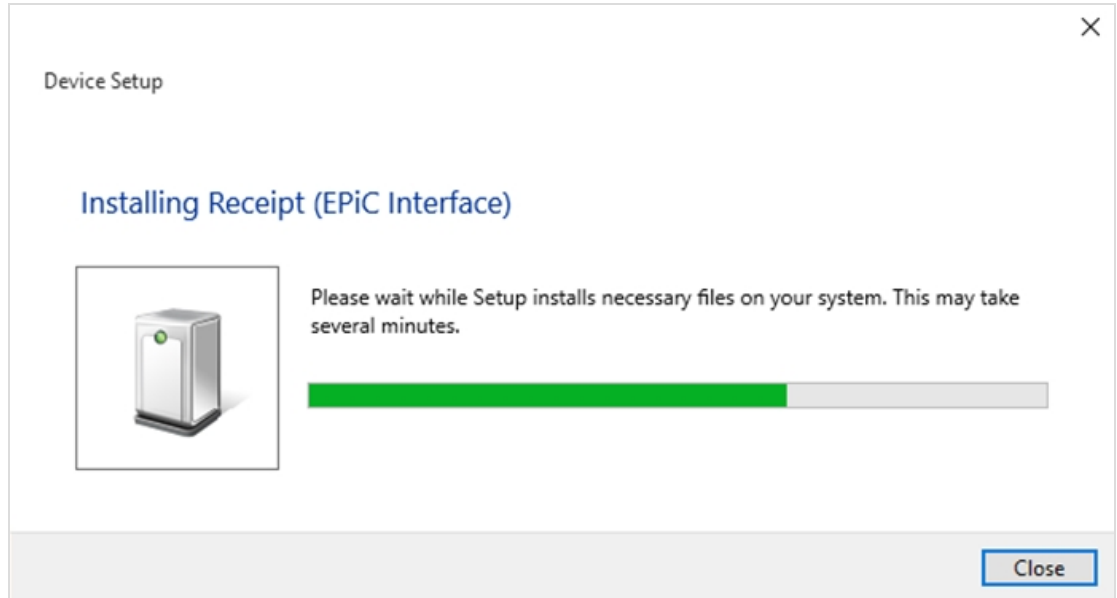 Device Setup
Installing Receipt (EPiC Interface)
Please wait while Setup installs necessary files on your system. This may take
several minutes.
Close